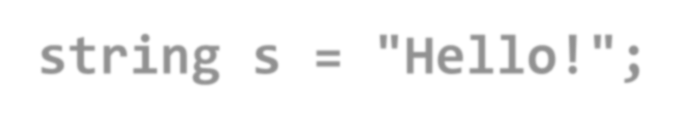 string s = "Hello!";